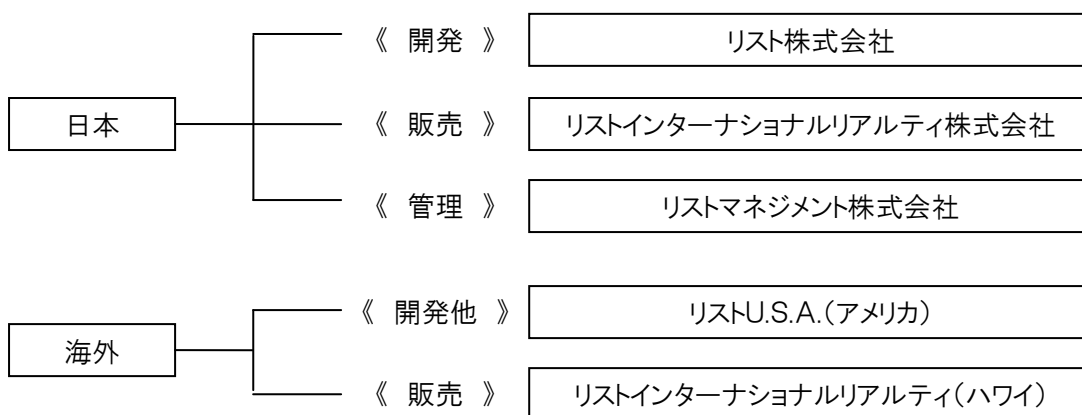 《 開発 》 リスト株式会社
日本 《 販売 》 リストインターナショナルリアルティ株式会社
《 管理 》 リストマネジメント株式会社
《 開発他 》 リストU.S.A.(アメリカ)
海外
《 販売 》 リストインターナショナルリアルティ(ハワイ)